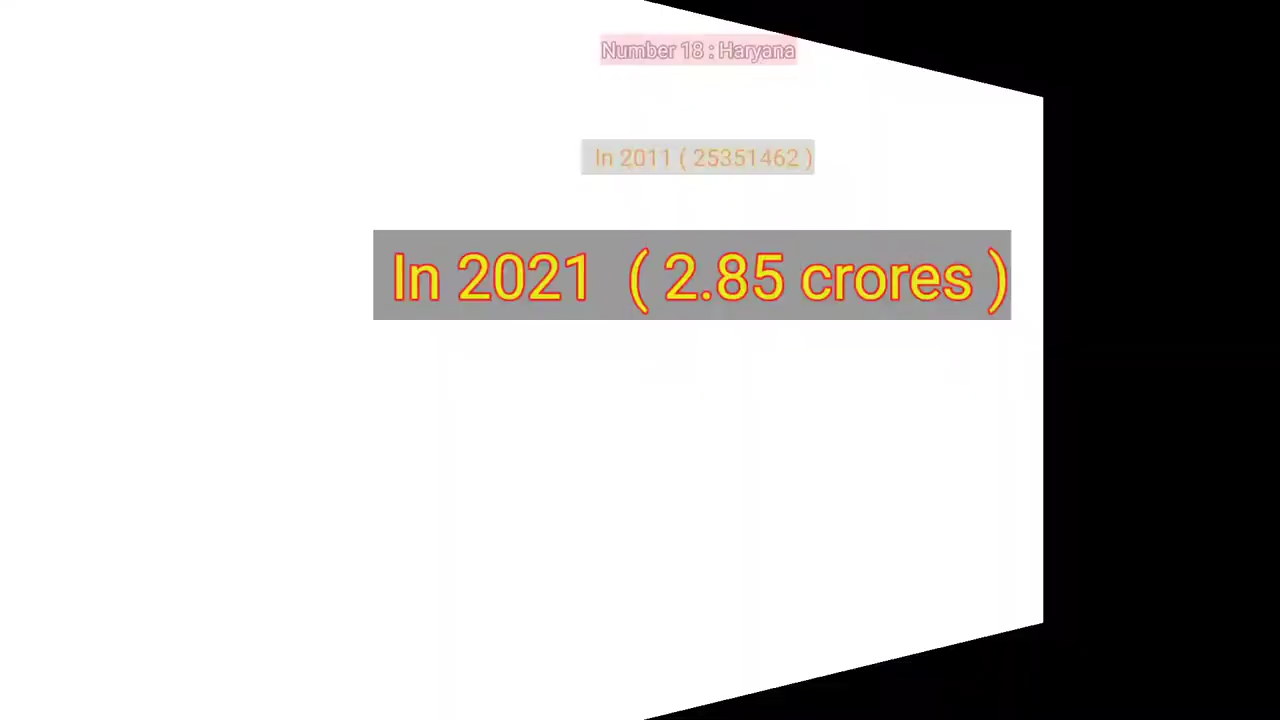 Number 18 : Haryana
In 2011 ( 25351462 )
In 2021 ( 2.85 crores )